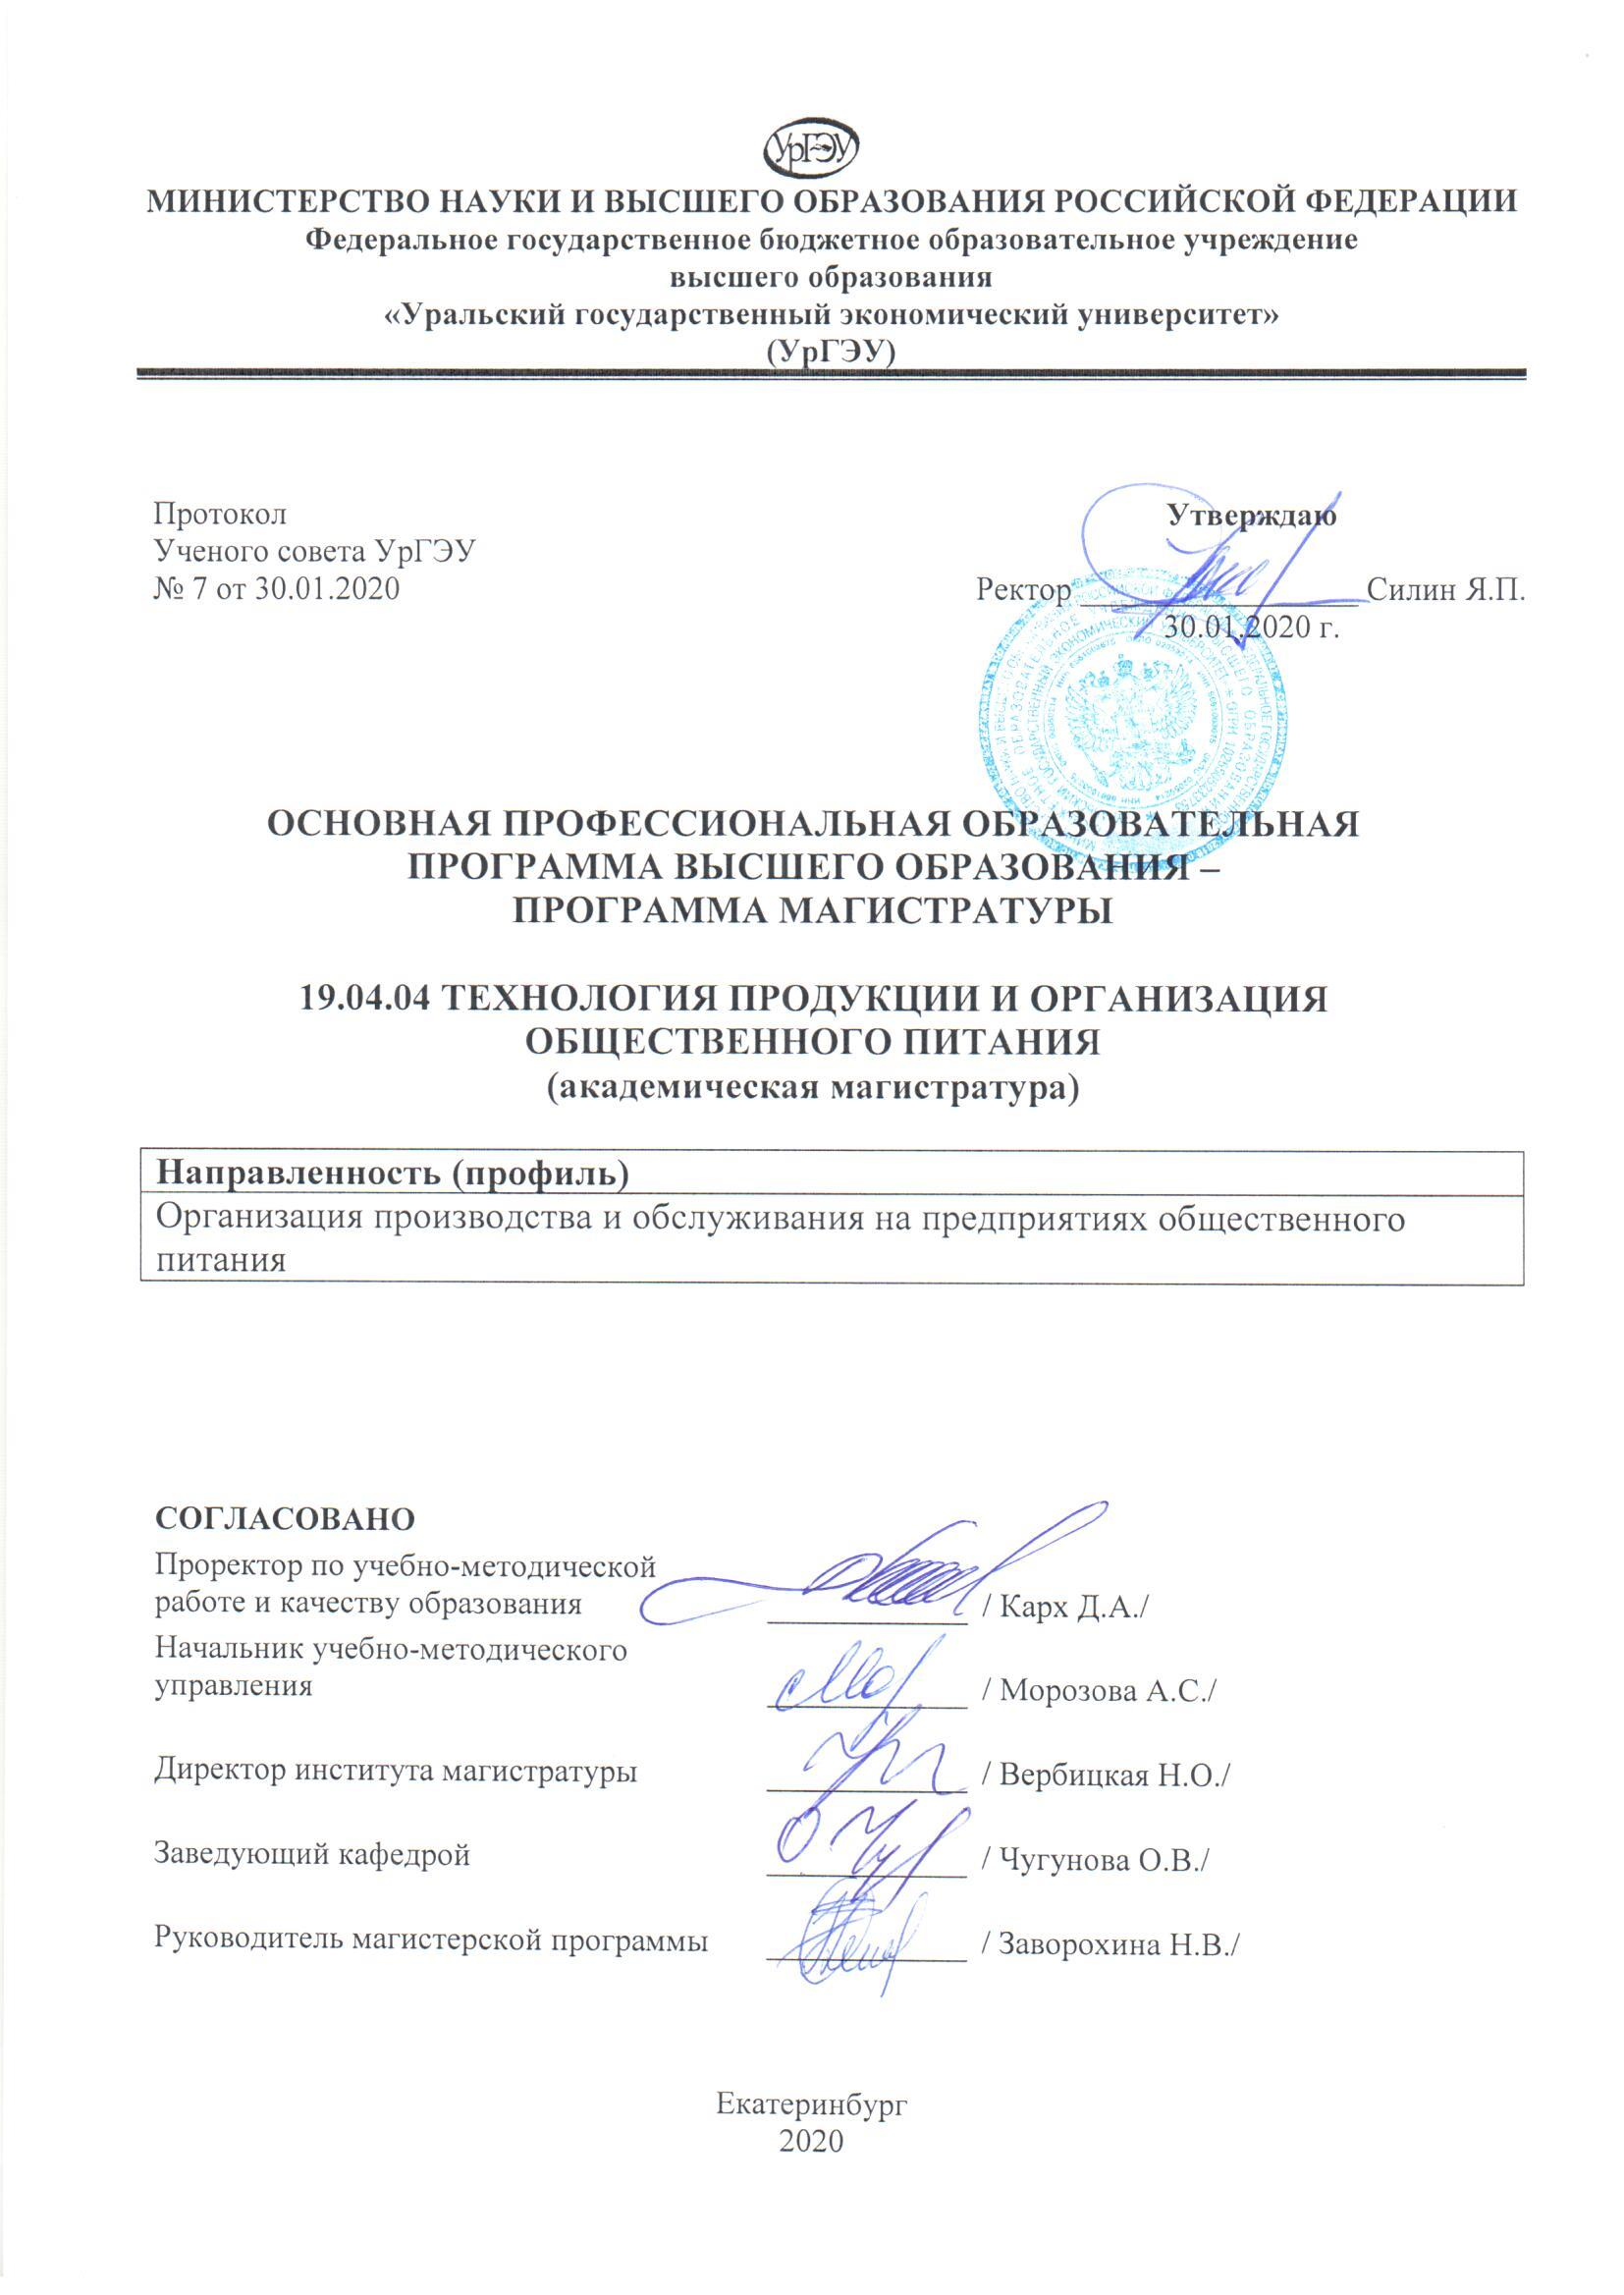 УрГЭУ
МИНИСТЕРСТВО НАУКИ И ВЫСШЕГО ОБРАЗОВАНИЯ РОССИЙСКОЙ ФЕДЕРАЦИИ
Федеральное государственное бюджетное образовательное учреждение
высшего образования
«Уральский государственный экономический университет»
(УрГЭУ)
Протокол
Ученого совета УрГЭУ
№ 7 от 30.01.2020
Утверждаю
Ректор Силин Я.П.
30.01.2020 г.
ОСНОВНАЯ ПРОФЕССИОНАЛЬНАЯ ОБРАЗОВАТЕЛЬНАЯ
ПРОГРАММА ВЫСШЕГО ОБРАЗОВАНИЯ –
ПРОГРАММА МАГИСТРАТУРЫ
19.04.04 ТЕХНОЛОГИЯ ПРОДУКЦИИ И ОРГАНИЗАЦИЯ
ОБЩЕСТВЕННОГО ПИТАНИЯ
(академическая магистратура)
Направленность (профиль)
Организация производства и обслуживания на предприятиях общественного
питания
СОГЛАСОВАНО
Проректор по учебно-методической
работе и качеству образования / Карх Д.А./
Начальник учебно-методического
управления / Морозова А.С./
Директор института магистратуры / Вербицкая Н.О./
Заведующий кафедрой / Чугунова О.В./
Руководитель магистерской программы / Заворохина Н.В./
Екатеринбург
2020